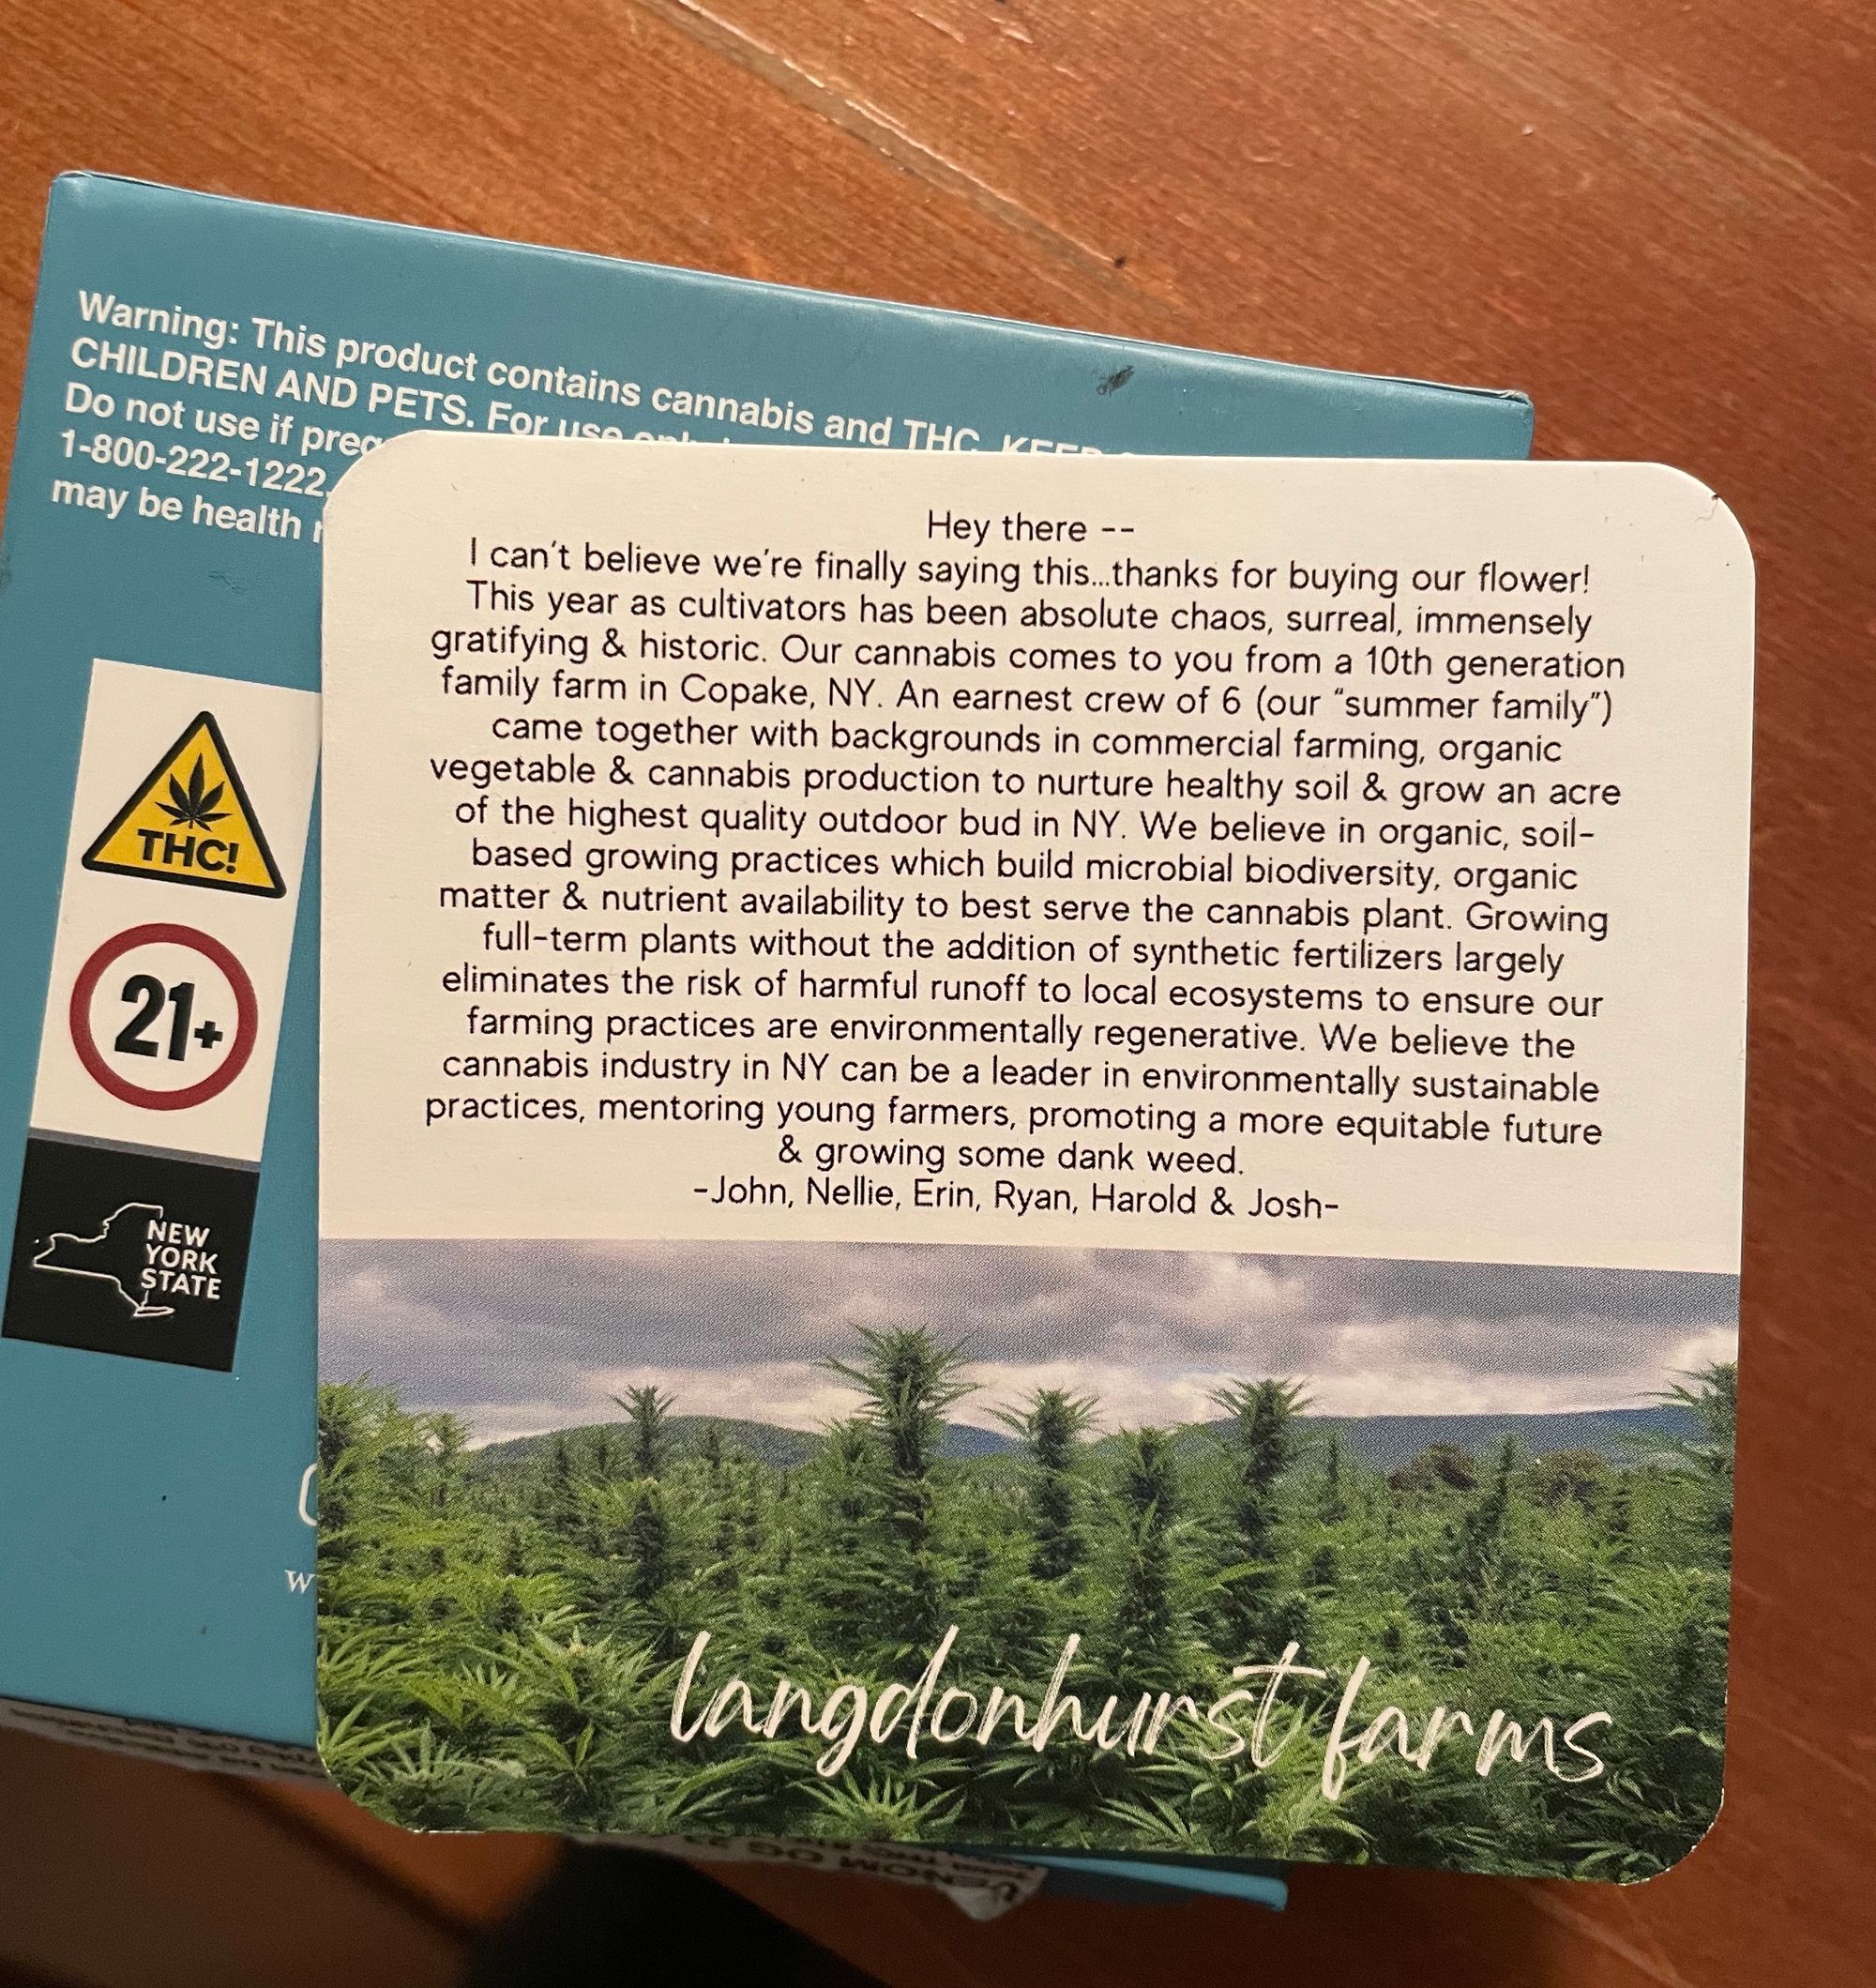 Warning: This product contains cannabis and THC. KEEP
CHILDREN AND PETS. For use only
Do not use if
1-800-222-1222.
may be health
THC!
21+
NEW
YORK
STATE
Hey there --
I can't believe we're finally saying this...thanks for buying our flower!
This year as cultivators has been absolute chaos, surreal, immensely
gratifying & historic. Our cannabis comes to you from a 10th generation
family farm in Copake, NY. An earnest crew of 6 (our "summer family")
came together with backgrounds in commercial farming, organic
vegetable & cannabis production to nurture healthy soil & grow an acre
of the highest quality outdoor bud in NY. We believe in organic, soil-
based growing practices which build microbial biodiversity, organic
matter & nutrient availability to best serve the cannabis plant. Growing
full-term plants without the addition of synthetic fertilizers largely
eliminates the risk of harmful runoff to local ecosystems to ensure our
farming practices are environmentally regenerative. We believe the
cannabis industry in NY can be a leader in environmentally sustainable
practices, mentoring young farmers, promoting a more equitable future
& growing some dank weed.
-John, Nellie, Erin, Ryan, Harold & Josh-
langdonhurst farms
VENOM OG